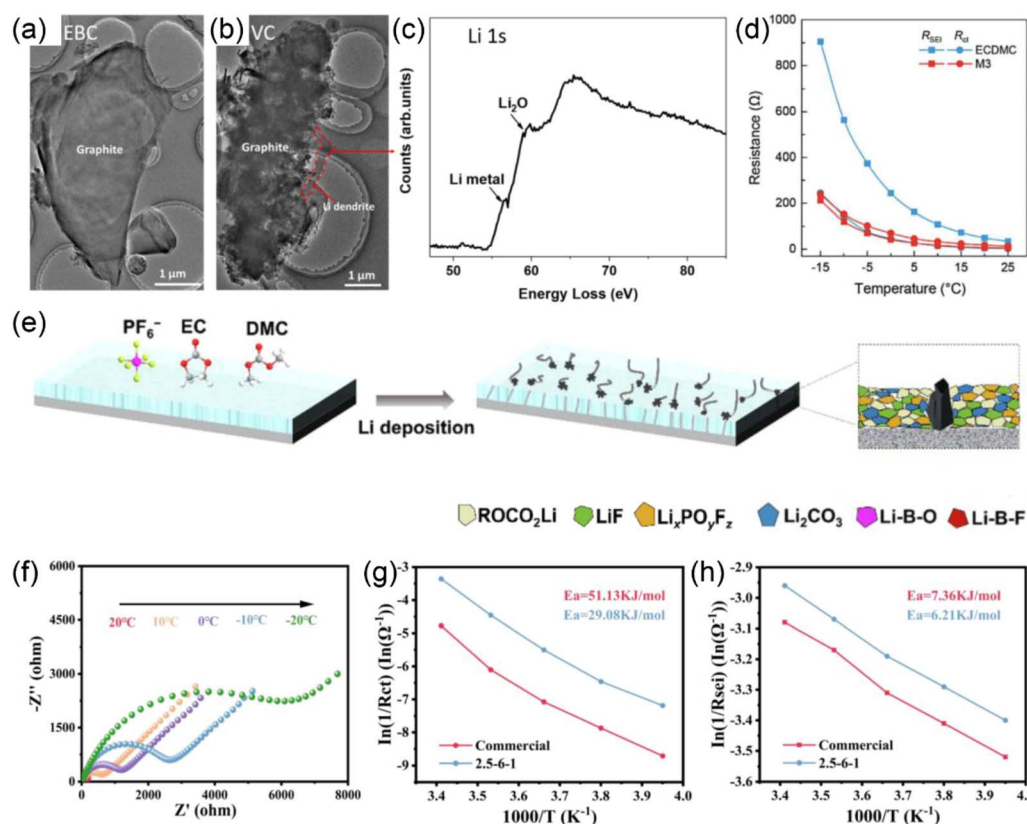 (a) EBC
Graphite
1 μm
(b) VC
Graphite
Li dendrite
1 μm
(c)
Li 1s
Li₂O
Li metal
Counts (arb.units)
50 60 70 80
Energy Loss (eV)
(d)
R_SEI R_ct
ECDMC
M3
Resistance (Ω)
1000
800
600
400
200
0
-15 -5 5 15 25
Temperature (°C)
(e)
PF₆⁻ EC DMC
Li deposition
ROCO₂Li LiF LiₓPOᵧF_z Li₂CO₃ Li-B-O Li-B-F
(f)
20℃ 10℃ 0℃ -10℃ -20℃
-Z'' (ohm)
6000
4500
3000
1500
0
0 2000 4000 6000 8000
Z' (ohm)
(g)
Ea=51.13KJ/mol
Ea=29.08KJ/mol
ln(1/Rct) (ln(Ω⁻¹)
-3
-4
-5
-6
-7
-8
-9
Commercial
2.5-6-1
3.4 3.5 3.6 3.7 3.8 3.9 4.0
1000/T (K⁻¹)
(h)
Ea=7.36KJ/mol
Ea=6.21KJ/mol
ln(1/Rsei) (ln(Ω⁻¹)
-2.9
-3.0
-3.1
-3.2
-3.3
-3.4
-3.5
-3.6
Commercial
2.5-6-1
3.4 3.5 3.6 3.7 3.8 3.9 4.0
1000/T (K⁻¹)